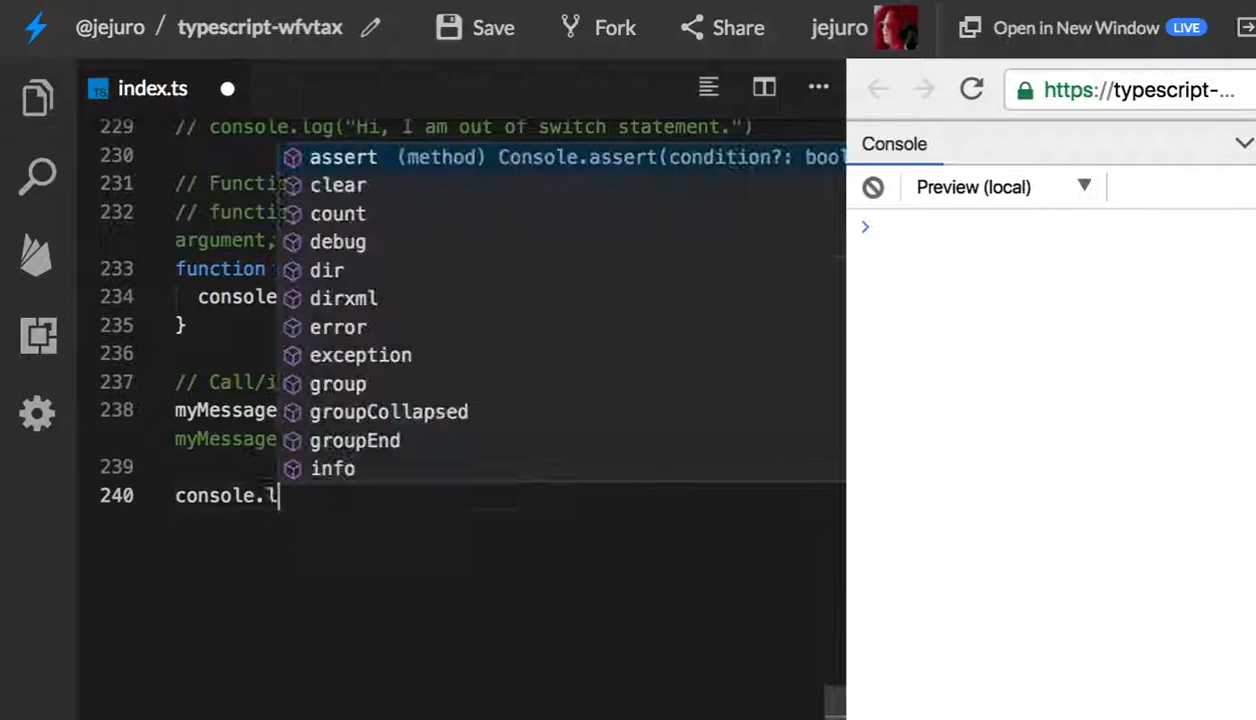 @jejuro / typescript-wfvtax Save Fork Share jejuro Open in New Window LIVE
TS index.ts
https://typescript-...
Console
Preview (local)
>
229 // console.log("Hi, I am out of switch statement.")
230 assert (method) Console.assert(condition?: bool
231 // Functi clear
232 // functi count
argument, debug
233 function dir
234 console dirxml
235 } error
236 exception
237 // Call/i group
238 myMessage groupCollapsed
myMessage groupEnd
239 info
240 console.l